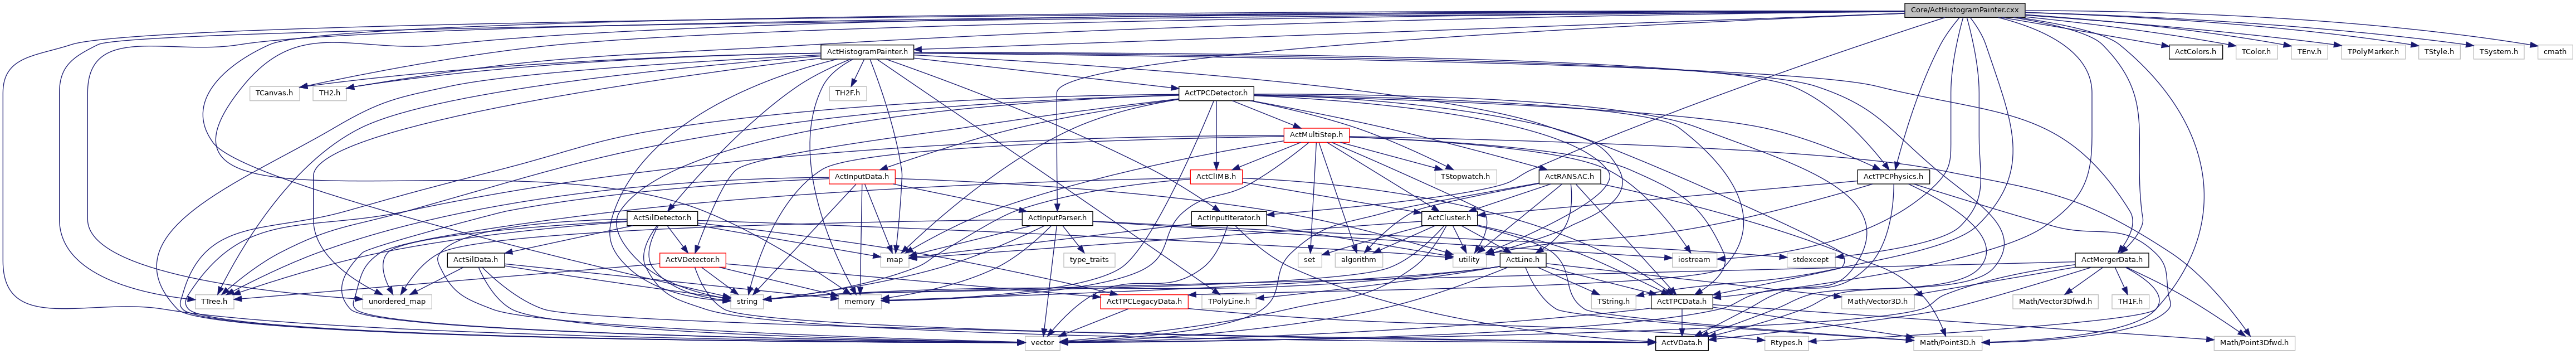 Core/ActHistogramPainter.cxx
ActHistogramPainter.h
ActColors.h
TColor.h
TEnv.h
TPolyMarker.h
TStyle.h
TSystem.h
cmath
TCanvas.h
TH2.h
TH2F.h
ActTPCDetector.h
ActMultiStep.h
ActInputData.h
ActCIIMB.h
TStopwatch.h
ActRANSAC.h
ActTPCPhysics.h
ActSilDetector.h
ActInputParser.h
ActInputIterator.h
ActCluster.h
ActSilData.h
ActVDetector.h
map
type_traits
utility
set
algorithm
ActLine.h
iostream
stdexcept
ActMergerData.h
TTree.h
unordered_map
string
memory
ActTPCLegacyData.h
TPolyLine.h
TString.h
ActTPCData.h
Math/Vector3D.h
Math/Vector3Dfwd.h
TH1F.h
vector
ActVData.h
Rtypes.h
Math/Point3D.h
Math/Point3Dfwd.h